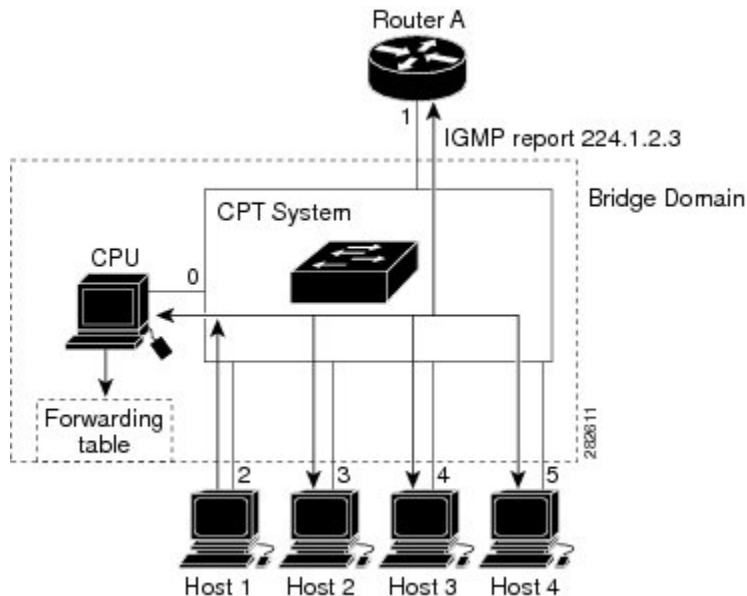 Router A
1
IGMP report 224.1.2.3
Bridge Domain
CPT System
CPU
0
Forwarding
table
282611
2
3
4
5
Host 1
Host 2
Host 3
Host 4